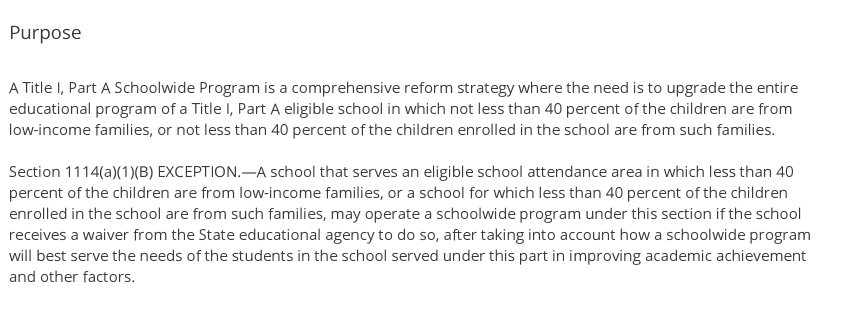 Purpose
A Title I, Part A Schoolwide Program is a comprehensive reform strategy where the need is to upgrade the entire
educational program of a Title I, Part A eligible school in which not less than 40 percent of the children are from
low-income families, or not less than 40 percent of the children enrolled in the school are from such families.
Section 1114(a)(1)(B) EXCEPTION.—A school that serves an eligible school attendance area in which less than 40
percent of the children are from low-income families, or a school for which less than 40 percent of the children
enrolled in the school are from such families, may operate a schoolwide program under this section if the school
receives a waiver from the State educational agency to do so, after taking into account how a schoolwide program
will best serve the needs of the students in the school served under this part in improving academic achievement
and other factors.